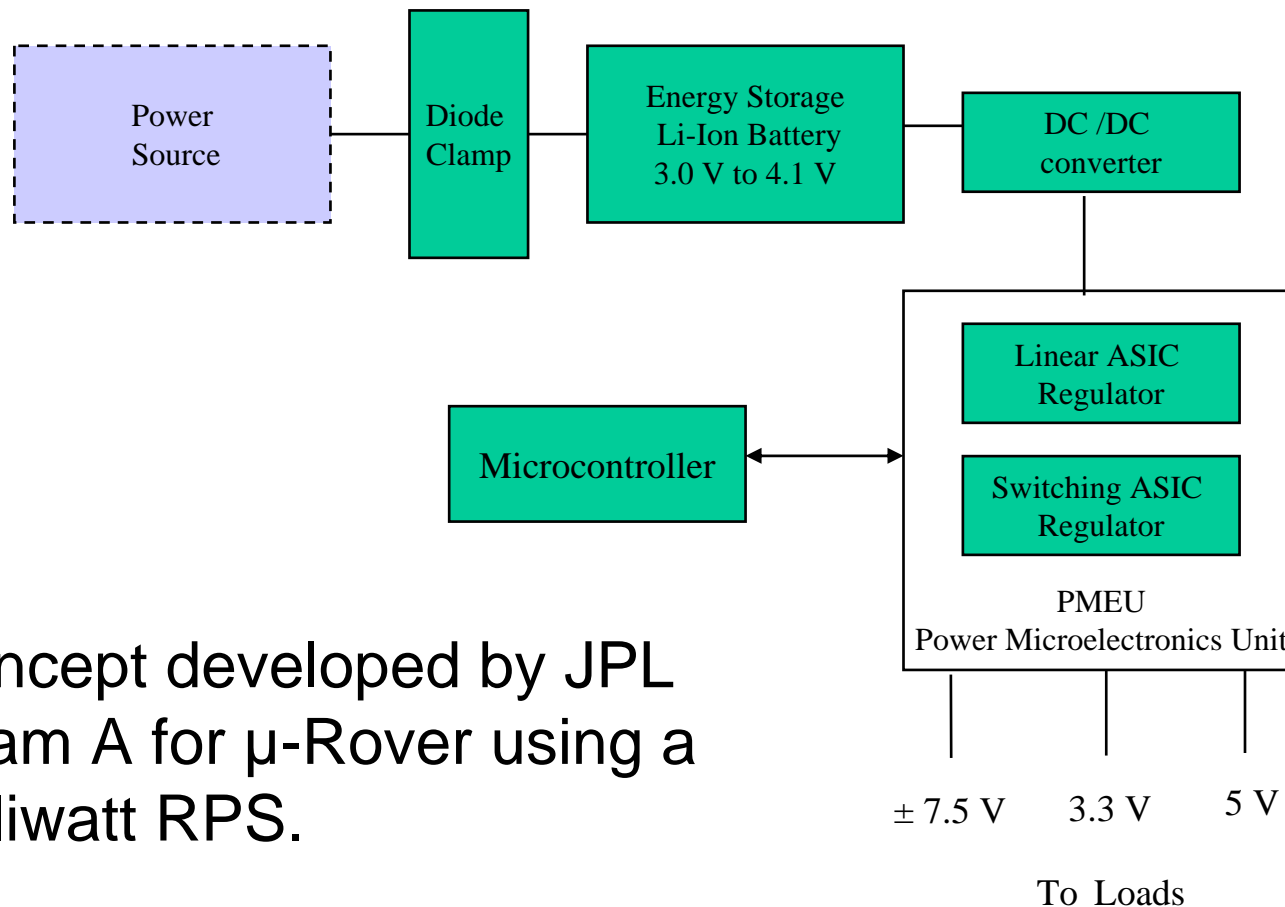 Power
Source
Diode
Clamp
Energy Storage
Li-Ion Battery
3.0 V to 4.1 V
DC /DC
converter
Linear ASIC
Regulator
Microcontroller
Switching ASIC
Regulator
PMEU
Power Microelectronics Unit
ncept developed by JPL
am A for μ-Rover using a
liwatt RPS.
± 7.5 V
3.3 V
5 V
To Loads